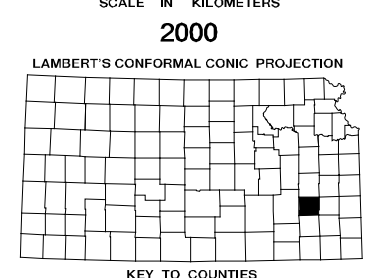 SCALE IN KILOMETERS
2000
LAMBERT'S CONFORMAL CONIC PROJECTION
KEY TO COUNTIES